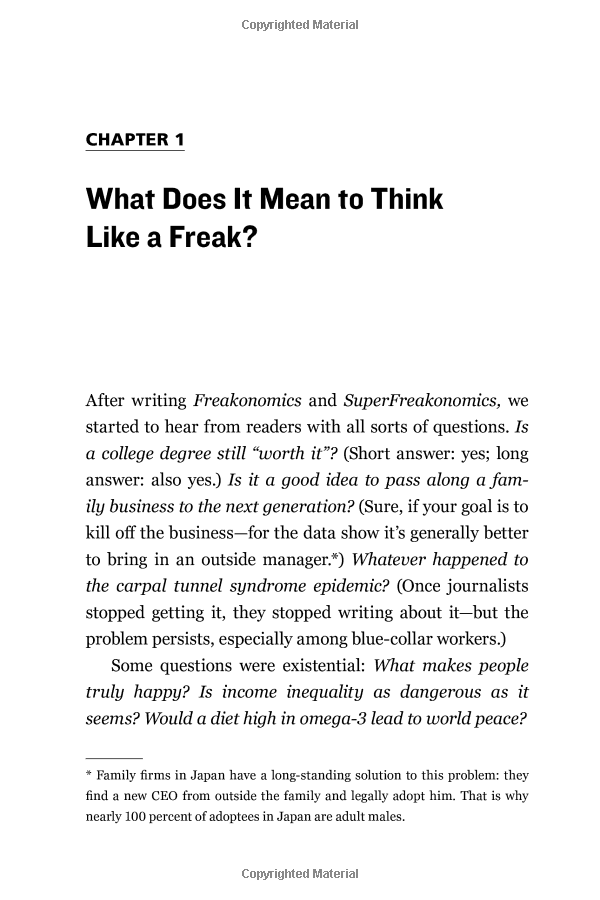 Copyrighted Material
CHAPTER 1
What Does It Mean to Think
Like a Freak?
After writing Freakonomics and SuperFreakonomics, we
started to hear from readers with all sorts of questions. Is
a college degree still “worth it”? (Short answer: yes; long
answer: also yes.) Is it a good idea to pass along a fam-
ily business to the next generation? (Sure, if your goal is to
kill off the business—for the data show it’s generally better
to bring in an outside manager.*) Whatever happened to
the carpal tunnel syndrome epidemic? (Once journalists
stopped getting it, they stopped writing about it—but the
problem persists, especially among blue-collar workers.)
Some questions were existential: What makes people
truly happy? Is income inequality as dangerous as it
seems? Would a diet high in omega-3 lead to world peace?
* Family firms in Japan have a long-standing solution to this problem: they
find a new CEO from outside the family and legally adopt him. That is why
nearly 100 percent of adoptees in Japan are adult males.
Copyrighted Material